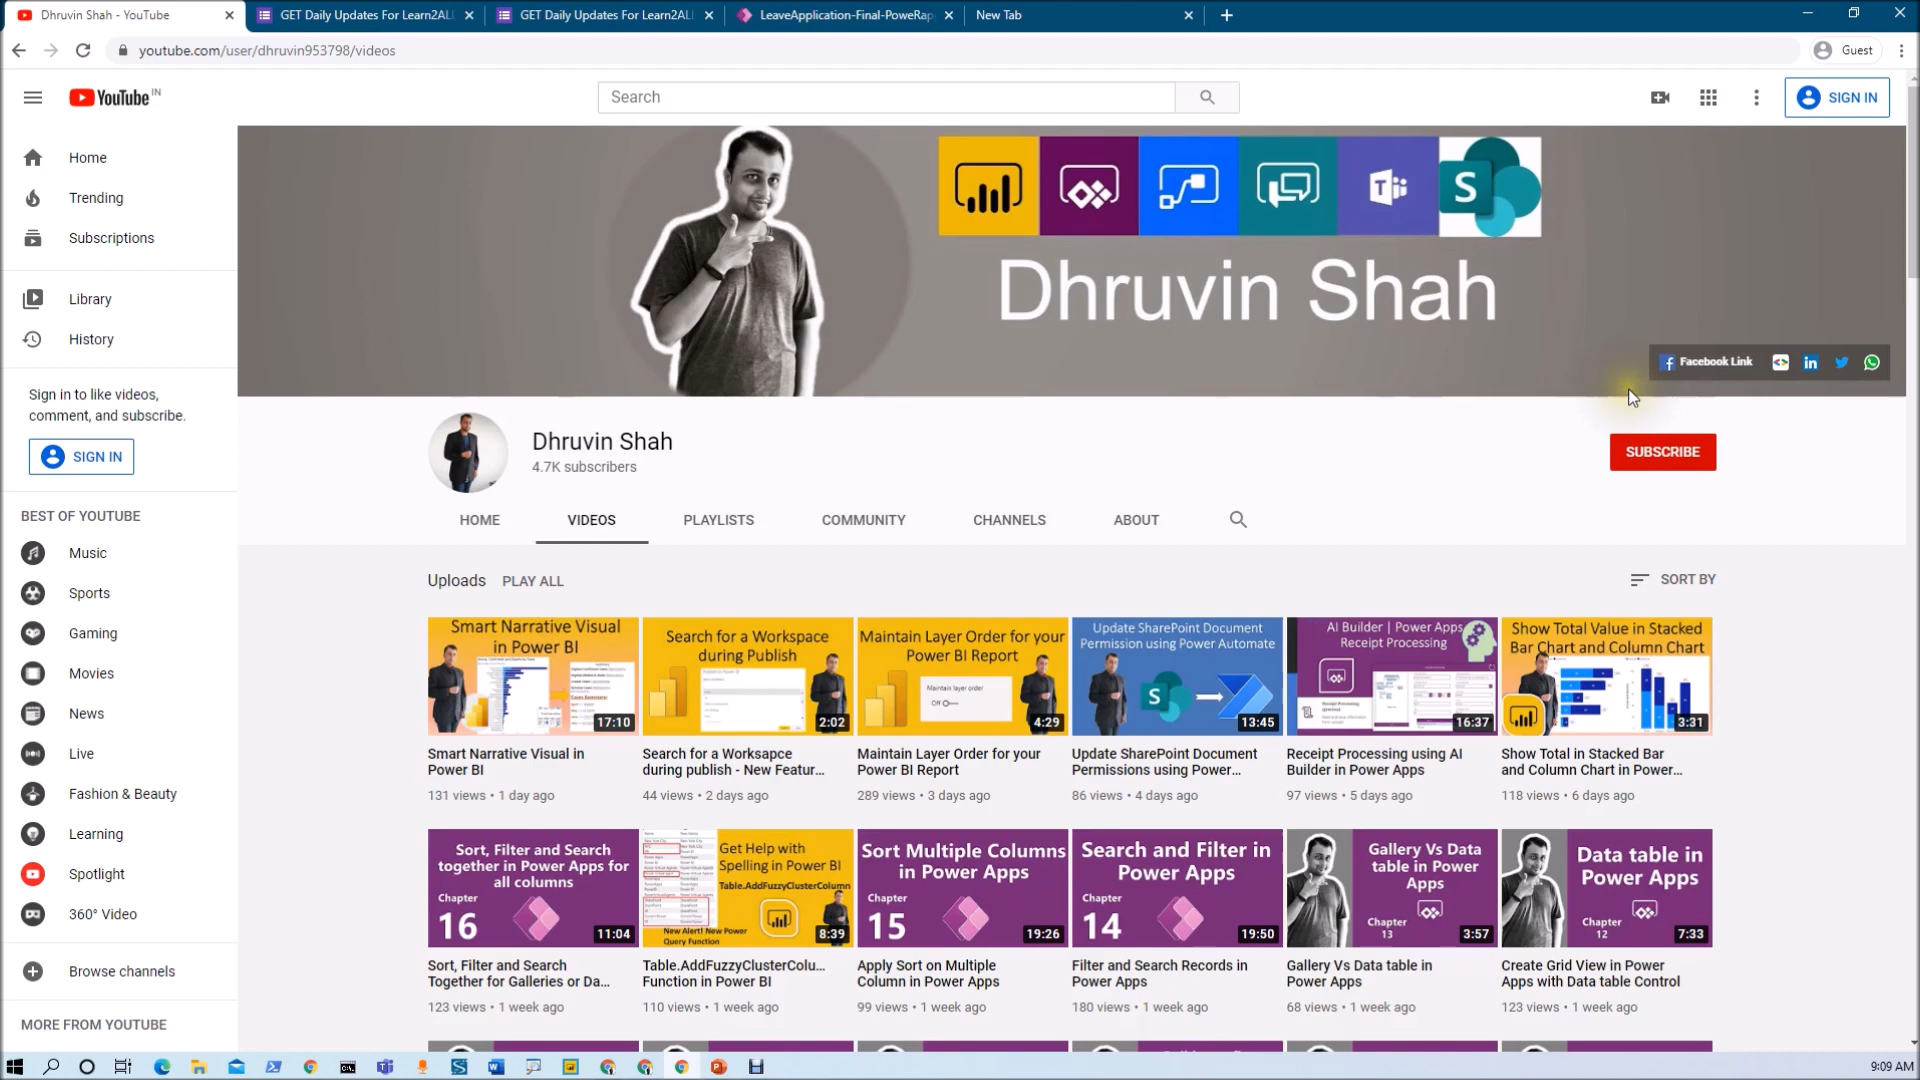 Dhruvin Shah - YouTube
GET Daily Updates For Learn2ALL
GET Daily Updates For Learn2ALL
LeaveApplication-Final-PoweRap
New Tab
youtube.com/user/dhruvin953798/videos
Guest
YouTube IN
Search
SIGN IN
Home
Trending
Subscriptions
Library
History
Sign in to like videos,
comment, and subscribe.
SIGN IN
BEST OF YOUTUBE
Music
Sports
Gaming
Movies
News
Live
Fashion & Beauty
Learning
Spotlight
360° Video
Browse channels
MORE FROM YOUTUBE
Dhruvin Shah
Facebook Link
Dhruvin Shah
4.7K subscribers
SUBSCRIBE
HOME VIDEOS PLAYLISTS COMMUNITY CHANNELS ABOUT
Uploads PLAY ALL
SORT BY
Smart Narrative Visual
in Power BI
17:10
Smart Narrative Visual in
Power BI
131 views • 1 day ago
Search for a Workspace
during Publish
2:02
Search for a Worksapce
during publish - New Featur...
44 views • 2 days ago
Maintain Layer Order for your
Power BI Report
Maintain layer order
Off
4:29
Maintain Layer Order for your
Power BI Report
289 views • 3 days ago
Update SharePoint Document
Permission using Power Automate
13:45
Update SharePoint Document
Permissions using Power...
86 views • 4 days ago
AI Builder | Power Apps
Receipt Processing
16:37
Receipt Processing using AI
Builder in Power Apps
97 views • 5 days ago
Show Total Value in Stacked
Bar Chart and Column Chart
3:31
Show Total in Stacked Bar
and Column Chart in Power...
118 views • 6 days ago
Sort, Filter and Search
together in Power Apps for
all columns
Chapter
16
11:04
Sort, Filter and Search
Together for Galleries or Da...
123 views • 1 week ago
Get Help with
Spelling in Power BI
Table.AddFuzzyClusterColumn
New Alert! New Power
Query Function
8:39
Table.AddFuzzyClusterColu...
Function in Power BI
110 views • 1 week ago
Sort Multiple Columns
in Power Apps
Chapter
15
19:26
Apply Sort on Multiple
Column in Power Apps
99 views • 1 week ago
Search and Filter in
Power Apps
Chapter
14
19:50
Filter and Search Records in
Power Apps
180 views • 1 week ago
Gallery Vs Data
table in Power
Apps
Chapter
13
3:57
Gallery Vs Data table in
Power Apps
68 views • 1 week ago
Data table in
Power Apps
Chapter
12
7:33
Create Grid View in Power
Apps with Data table Control
123 views • 1 week ago
9:09 AM